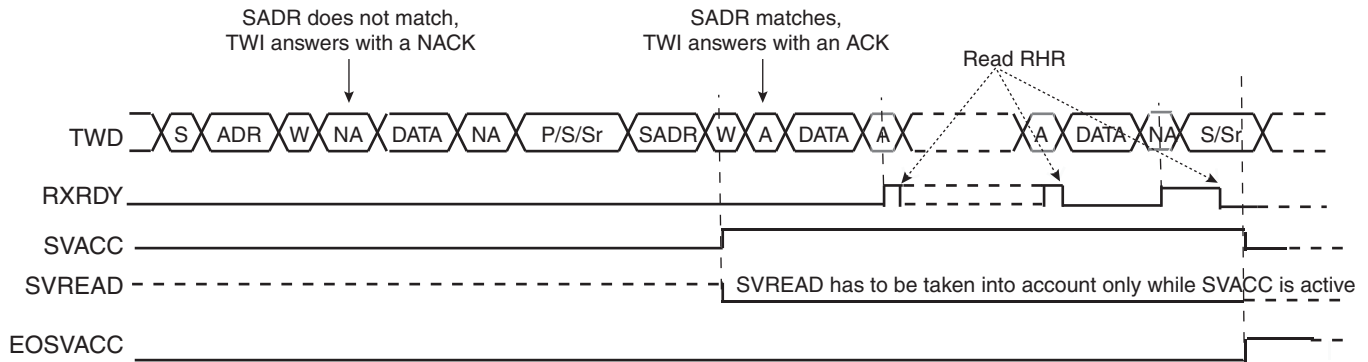 SADR does not match,
TWI answers with a NACK
SADR matches,
TWI answers with an ACK
Read RHR
TWD S ADR W NA DATA NA P/S/Sr SADR W A DATA A A DATA NA S/Sr
RXRDY
SVACC
SVREAD SVREAD has to be taken into account only while SVACC is active
EOSVACC